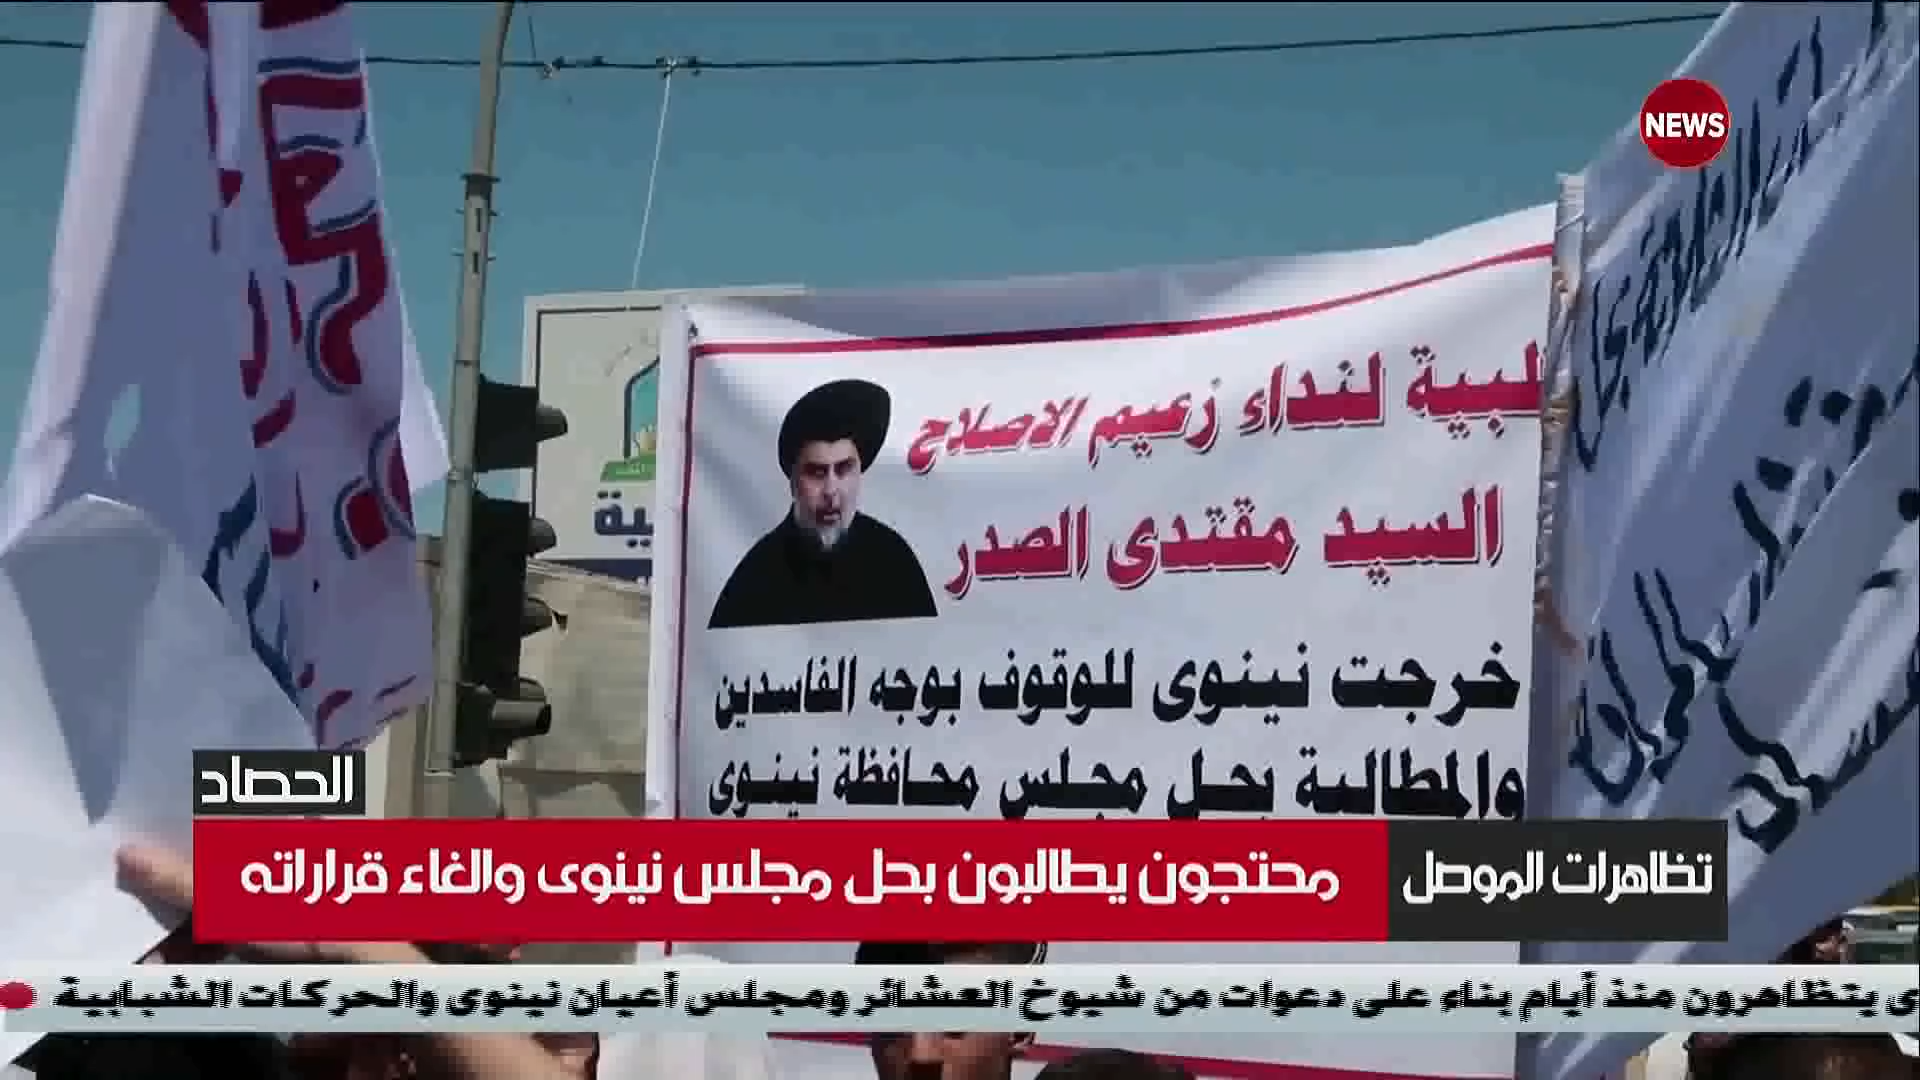 NEWS
لبية لنداء زعيم الاصلاح
السيد مقتدى الصدر
خرجت نينوى للوقوف بوجه الفاسدين
والمطالبة بحل مجلس محافظة نينوى
ية
الحصاد
تظاهرات الموصل
محتجون يطالبون بحل مجلس نينوى والغاء قراراته
ى يتظاهرون منذ أيام بناء على دعوات من شيوخ العشائر ومجلس أعيان نينوى والحركات الشبابية